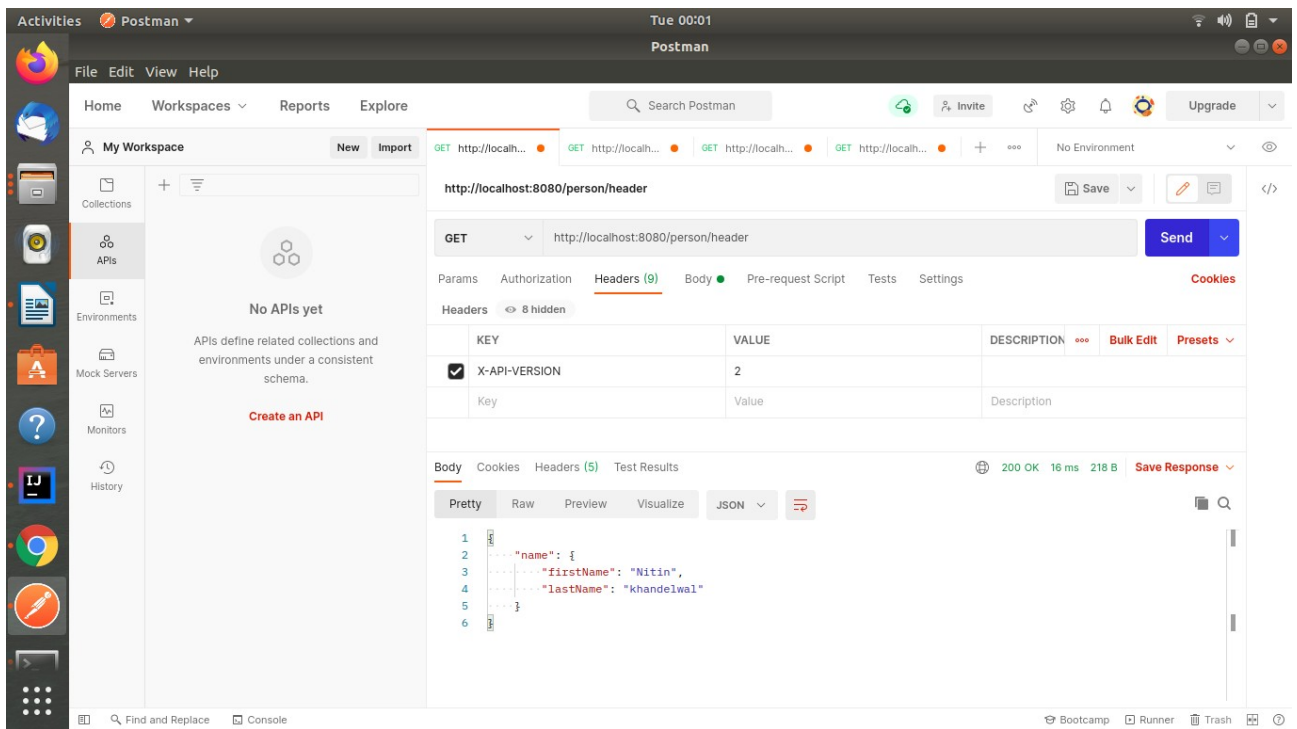 Activities Postman Tue 00:01
Postman
File Edit View Help
Home Workspaces Reports Explore Search Postman Invite Upgrade
My Workspace New Import GET http://localh... GET http://localh... GET http://localh... GET http://localh... No Environment
Collections
APIs
Environments
Mock Servers
Monitors
History
No APIs yet
APIs define related collections and
environments under a consistent
schema.
Create an API
http://localhost:8080/person/header Save </>
GET http://localhost:8080/person/header Send
Params Authorization Headers (9) Body Pre-request Script Tests Settings Cookies
Headers 8 hidden
KEY VALUE DESCRIPTION Bulk Edit Presets
X-API-VERSION 2
Key Value Description
Body Cookies Headers (5) Test Results 200 OK 16 ms 218 B Save Response
Pretty Raw Preview Visualize JSON
1 {
2 "name": {
3 "firstName": "Nitin",
4 "lastName": "khandelwal"
5 }
6 }
Find and Replace Console Bootcamp Runner Trash